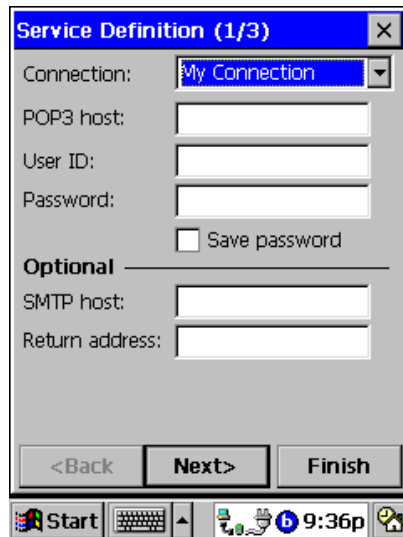 Service Definition (1/3)
Connection: My Connection
POP3 host:
User ID:
Password:
Save password
Optional
SMTP host:
Return address:
<Back Next> Finish
Start 9:36p